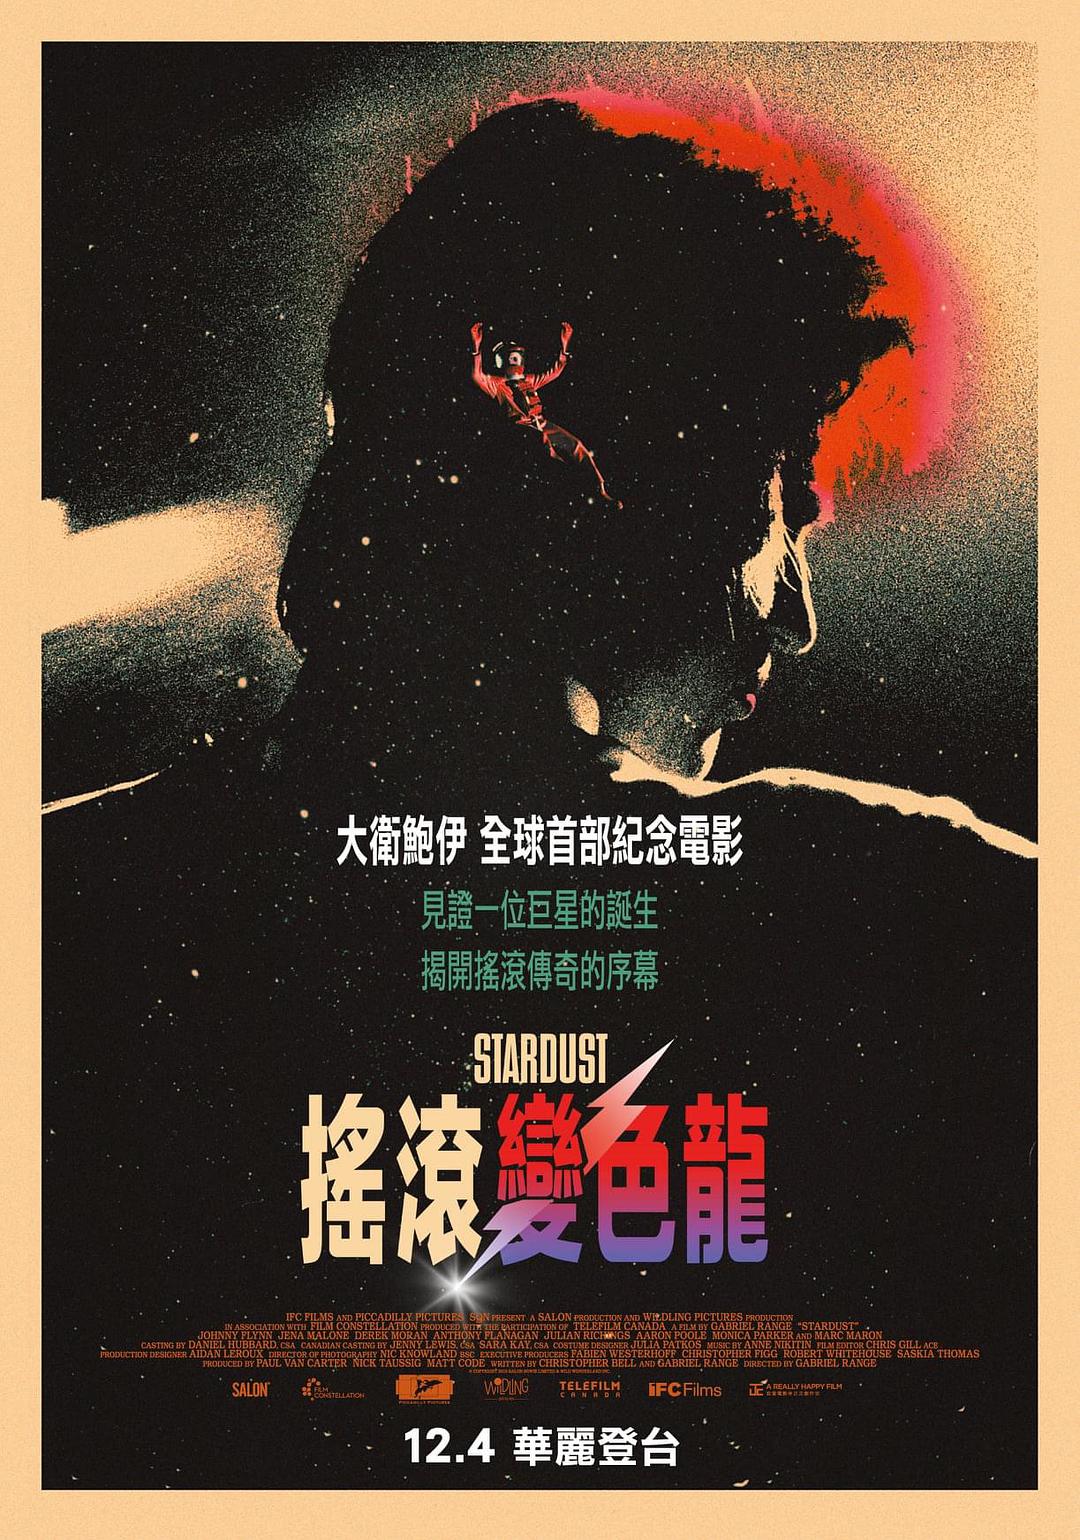 大衛鮑伊 全球首部紀念電影
見證一位巨星的誕生
揭開搖滾傳奇的序幕
STARDUST
搖滾變色龍
IFC FILMS AND PICCADILLY PICTURES SGN PRESENT A SALON PRODUCTION AND WILDLING PICTURES PRODUCTION
IN ASSOCIATION WITH FILM CONSTELLATION PRODUCED WITH THE PARTICIPATION OF TELEFILM CANADA A FILM BY GABRIEL RANGE "STARDUST"
JOHNNY FLYNN JENA MALONE DEREK MORAN ANTHONY FLANAGAN JULIAN RICHINGS AARON POOLE MONICA PARKER AND MARC MARON
CASTING BY DANIEL HUBBARD, CSA CANADIAN CASTING BY JENNY LEWIS, CSA SARA KAY, CSA COSTUME DESIGNER JULIA PATKOS MUSIC BY ANNE NIKITIN FILM EDITOR CHRIS GILL ACE
PRODUCTION DESIGNER AIDAN LEROUX DIRECTOR OF PHOTOGRAPHY NIC KNOWLAND BSC EXECUTIVE PRODUCERS FABIEN WESTERHOFF CHRISTOPHER FIGG ROBERT WHITEHOUSE SASKIA THOMAS
PRODUCED BY PAUL VAN CARTER NICK TAUSSIG MATT CODE WRITTEN BY CHRISTOPHER BELL AND GABRIEL RANGE DIRECTED BY GABRIEL RANGE
SALON FILM CONSTELLATION PICCADILLY PICTURES WILDLING TELEFILM CANADA IFC Films A REALLY HAPPY FILM
12.4 華麗登台